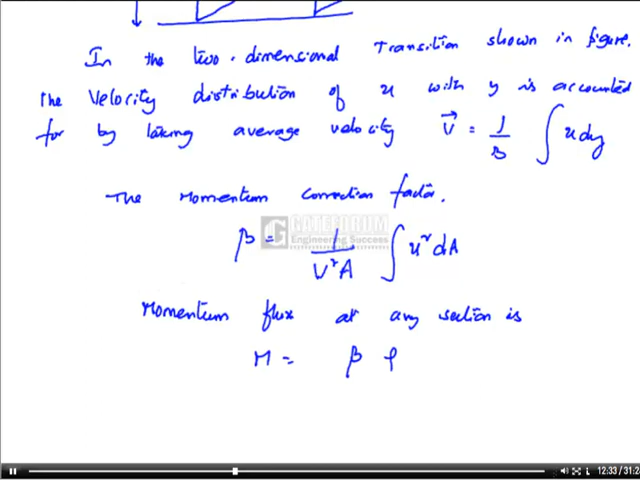 In the two-dimensional transition shown in figure.
The velocity distribution of u with y is accounted
for by taking average velocity V⃗ = 1/B ∫ u dy
The Momentum Correction factor.
GATEFORUM
Engineering Success
β = 1/V²A ∫ u² dA
Momentum flux at any section is
M = β ρ
12:33/31:2